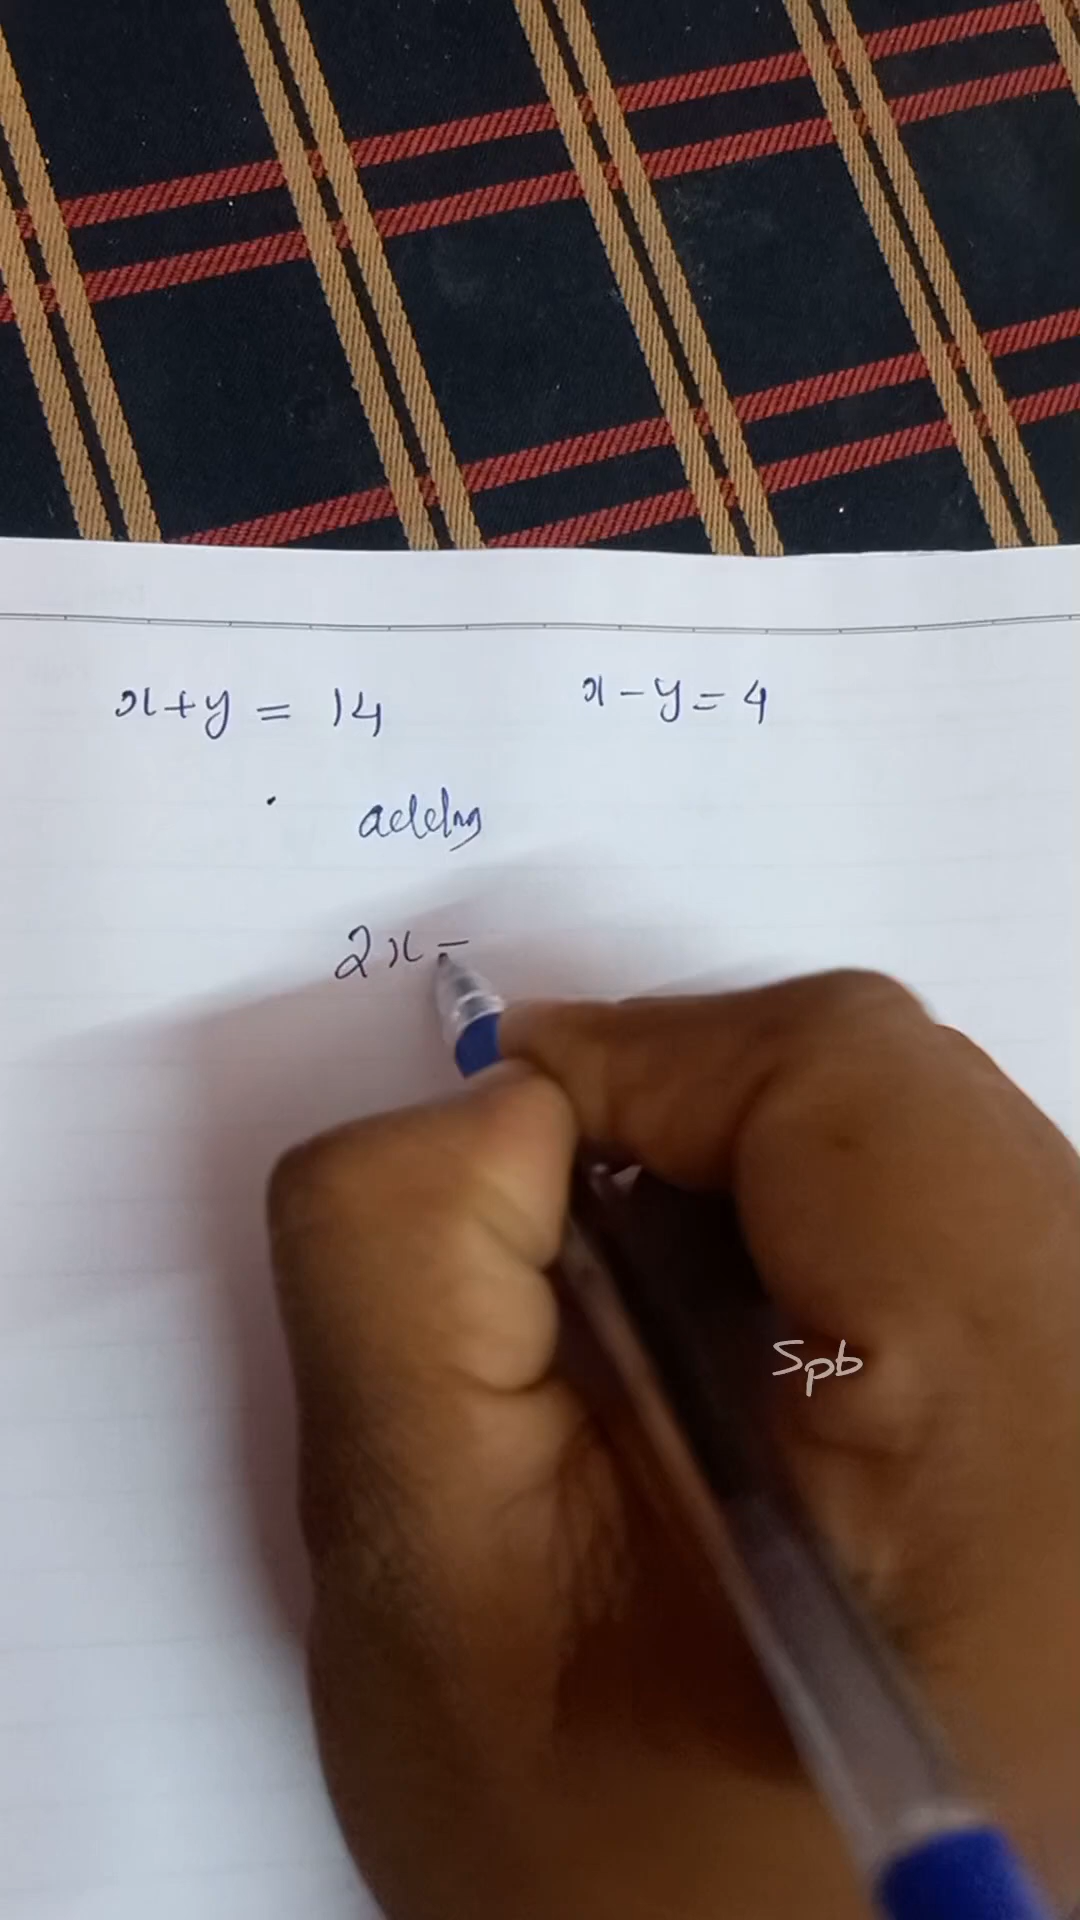 x+y = 14 x-y=4
adding
2x=
Spb